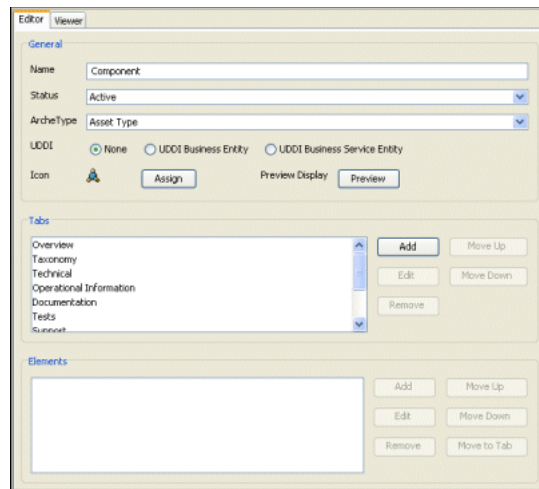 Editor Viewer
General
Name Component
Status Active
ArcheType Asset Type
UDDI None UDDI Business Entity UDDI Business Service Entity
Icon Assign Preview Display Preview
Tabs
Overview
Taxonomy
Technical
Operational Information
Documentation
Tests
Support
Add Move Up
Edit Move Down
Remove
Elements
Add Move Up
Edit Move Down
Remove Move to Tab